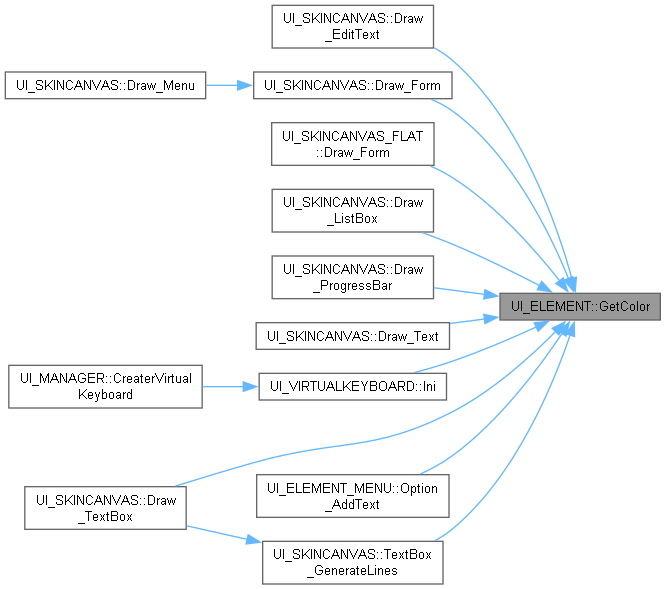 UI_SKINCANVAS::Draw
_EditText
UI_SKINCANVAS::Draw_Menu
UI_SKINCANVAS::Draw_Form
UI_SKINCANVAS_FLAT
::Draw_Form
UI_SKINCANVAS::Draw
_ListBox
UI_SKINCANVAS::Draw
_ProgressBar
UI_ELEMENT::GetColor
UI_SKINCANVAS::Draw_Text
UI_MANAGER::CreaterVirtual
Keyboard
UI_VIRTUALKEYBOARD::Ini
UI_SKINCANVAS::Draw
_TextBox
UI_ELEMENT_MENU::Option
_AddText
UI_SKINCANVAS::TextBox
_GenerateLines